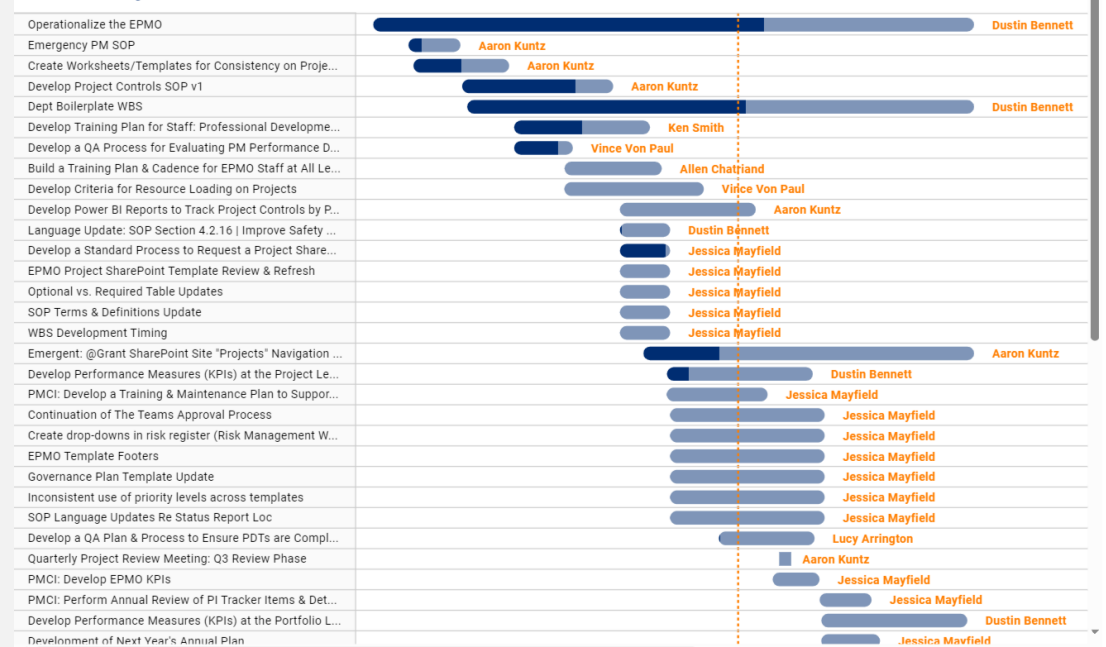 Operationalize the EPMO Dustin Bennett
Emergency PM SOP Aaron Kuntz
Create Worksheets/Templates for Consistency on Proje... Aaron Kuntz
Develop Project Controls SOP v1 Aaron Kuntz
Dept Boilerplate WBS Dustin Bennett
Develop Training Plan for Staff: Professional Developme... Ken Smith
Develop a QA Process for Evaluating PM Performance D... Vince Von Paul
Build a Training Plan & Cadence for EPMO Staff at All Le... Allen Chatriand
Develop Criteria for Resource Loading on Projects Vince Von Paul
Develop Power BI Reports to Track Project Controls by P... Aaron Kuntz
Language Update: SOP Section 4.2.16 | Improve Safety ... Dustin Bennett
Develop a Standard Process to Request a Project Share... Jessica Mayfield
EPMO Project SharePoint Template Review & Refresh Jessica Mayfield
Optional vs. Required Table Updates Jessica Mayfield
SOP Terms & Definitions Update Jessica Mayfield
WBS Development Timing Jessica Mayfield
Emergent: @Grant SharePoint Site "Projects" Navigation ... Aaron Kuntz
Develop Performance Measures (KPIs) at the Project Le... Dustin Bennett
PMCI: Develop a Training & Maintenance Plan to Suppor... Jessica Mayfield
Continuation of The Teams Approval Process Jessica Mayfield
Create drop-downs in risk register (Risk Management W... Jessica Mayfield
EPMO Template Footers Jessica Mayfield
Governance Plan Template Update Jessica Mayfield
Inconsistent use of priority levels across templates Jessica Mayfield
SOP Language Updates Re Status Report Loc Jessica Mayfield
Develop a QA Plan & Process to Ensure PDTs are Compl... Lucy Arrington
Quarterly Project Review Meeting: Q3 Review Phase Aaron Kuntz
PMCI: Develop EPMO KPIs Jessica Mayfield
PMCI: Perform Annual Review of PI Tracker Items & Det... Jessica Mayfield
Develop Performance Measures (KPIs) at the Portfolio L... Dustin Bennett
Development of Next Year's Annual Plan Jessica Mayfield